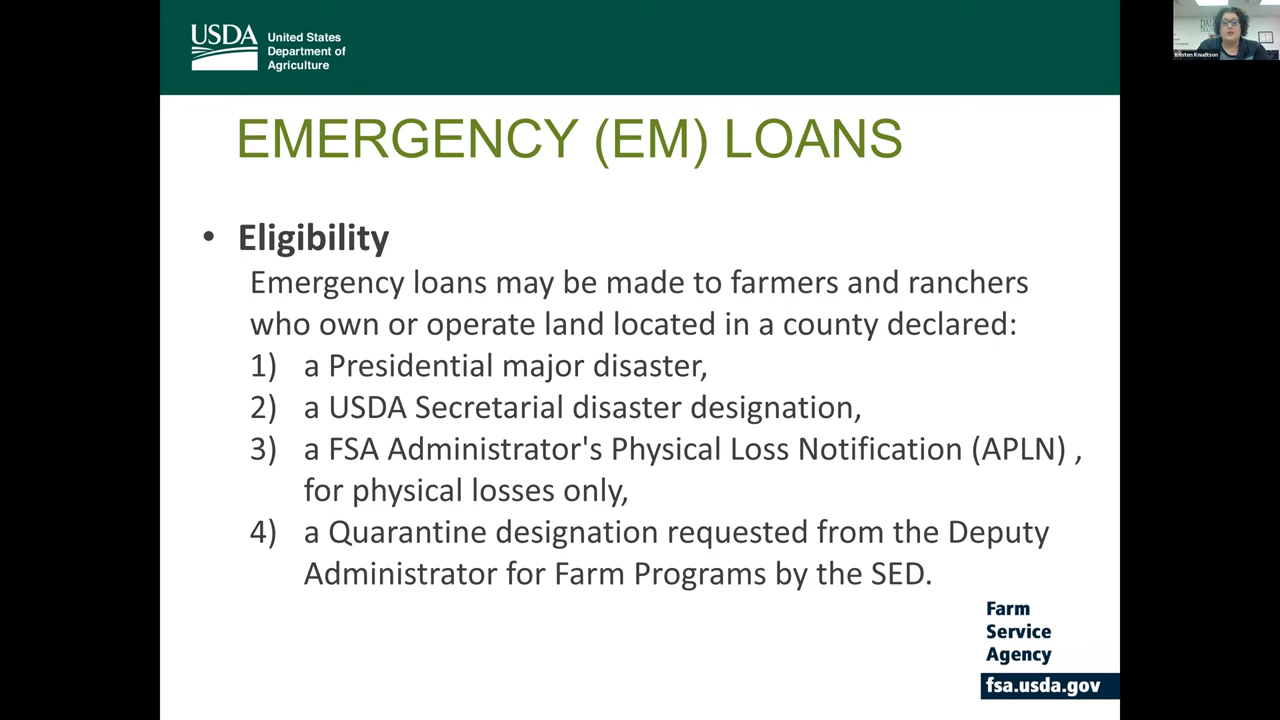 USDA
United States
Department of
Agriculture
Kristen Knudtson
EMERGENCY (EM) LOANS
• Eligibility
Emergency loans may be made to farmers and ranchers
who own or operate land located in a county declared:
1) a Presidential major disaster,
2) a USDA Secretarial disaster designation,
3) a FSA Administrator's Physical Loss Notification (APLN) ,
for physical losses only,
4) a Quarantine designation requested from the Deputy
Administrator for Farm Programs by the SED.
Farm
Service
Agency
fsa.usda.gov